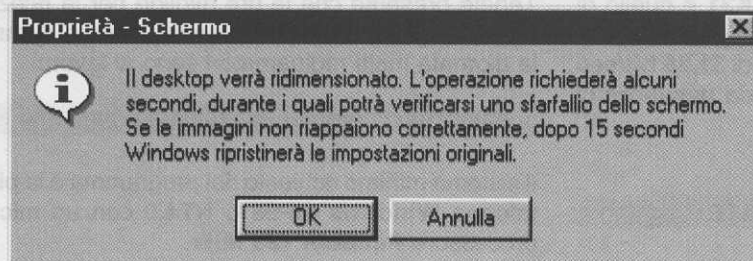 Proprietà - Schermo
Il desktop verrà ridimensionato. L'operazione richiederà alcuni
secondi, durante i quali potrà verificarsi uno sfarfallio dello schermo.
Se le immagini non riappaiono correttamente, dopo 15 secondi
Windows ripristinerà le impostazioni originali.
OK
Annulla